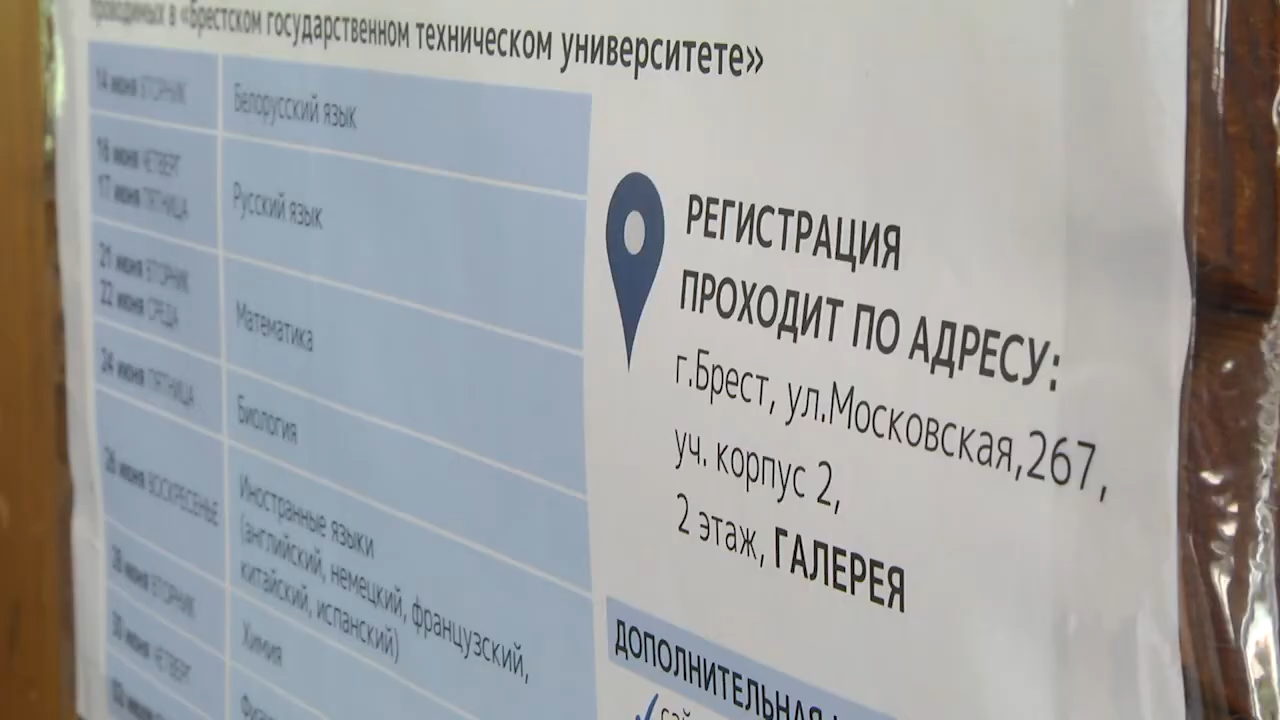 проводимых в «Брестском государственном техническом университете»
14 июня ВТОРНИК
Белорусский язык
16 июня ЧЕТВЕРГ
17 июня ПЯТНИЦА
Русский язык
21 июня ВТОРНИК
22 июня СРЕДА
Математика
24 июня ПЯТНИЦА
Биология
26 июня ВОСКРЕСЕНЬЕ
Иностранные языки
(английский, немецкий, французский,
китайский, испанский)
28 июня ВТОРНИК
Химия
30 июня ЧЕТВЕРГ
РЕГИСТРАЦИЯ
ПРОХОДИТ ПО АДРЕСУ:
г.Брест, ул.Московская,267,
уч. корпус 2,
2 этаж, ГАЛЕРЕЯ
ДОПОЛНИТЕЛЬНАЯ